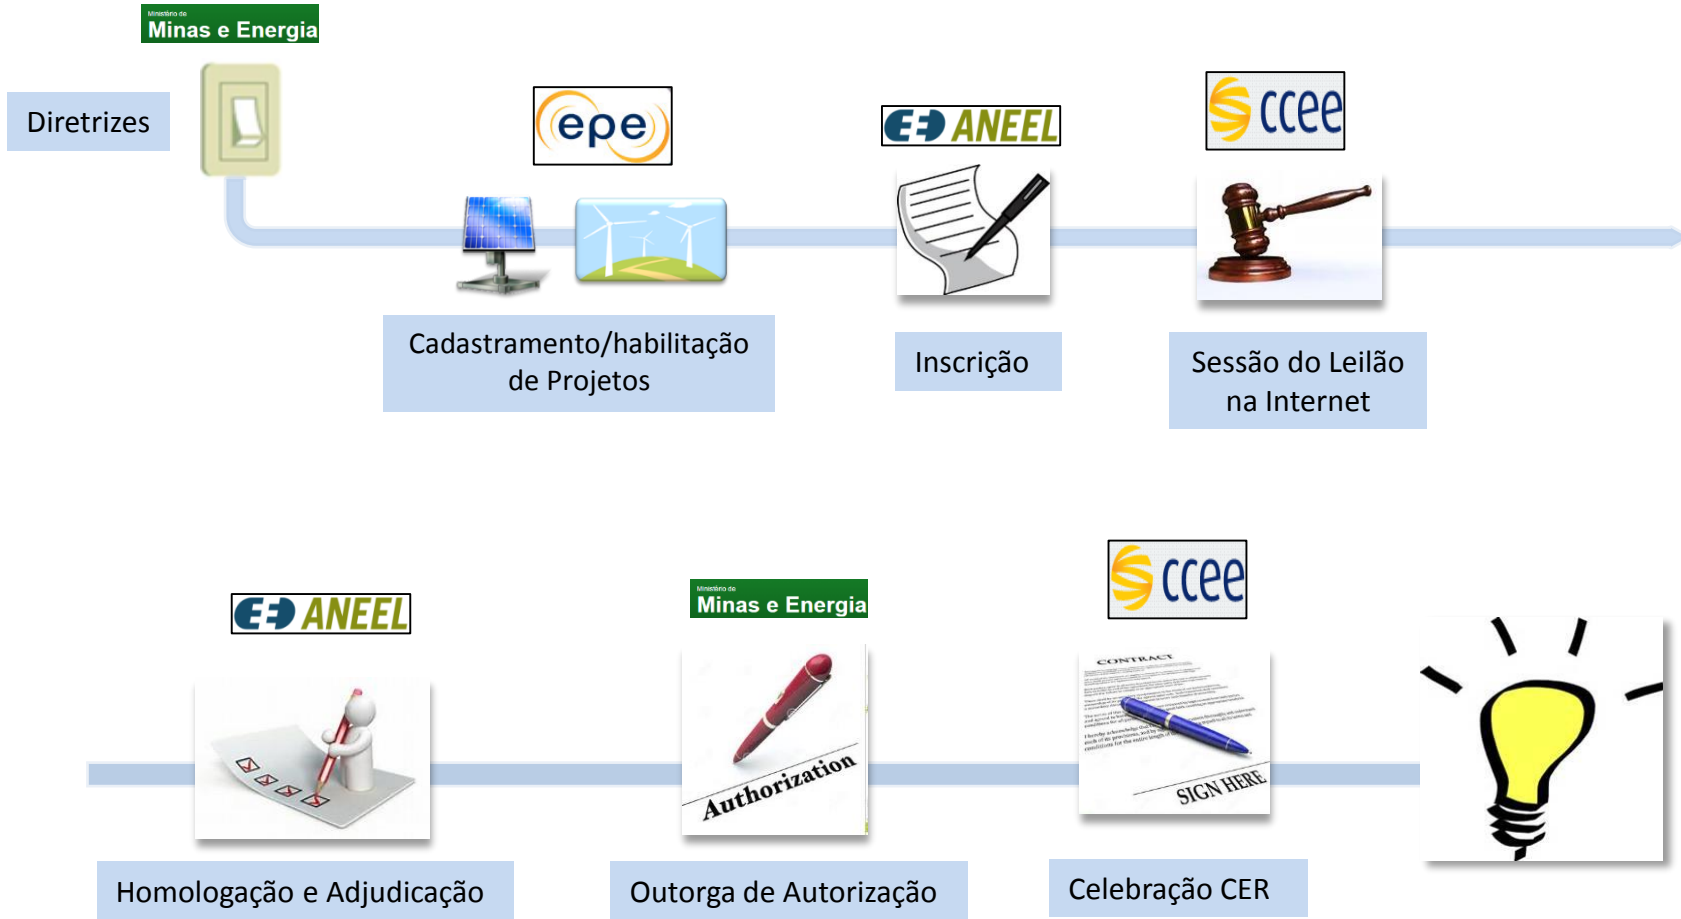 Ministério de
Minas e Energia
Diretrizes
epe
ANEEL
ccee
Cadastramento/habilitação
de Projetos
Inscrição
Sessão do Leilão
na Internet
ANEEL
Ministério de
Minas e Energia
ccee
Authorization
CONTRACT
SIGN HERE
Homologação e Adjudicação
Outorga de Autorização
Celebração CER